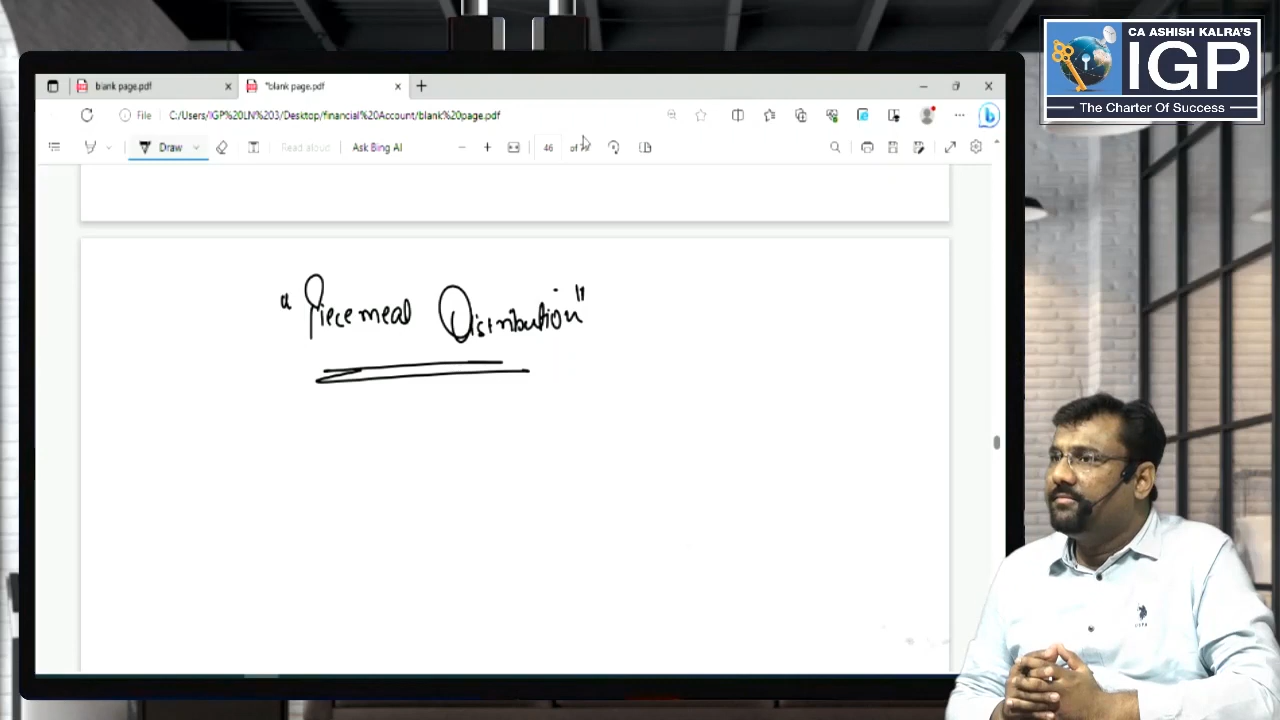 CA ASHISH KALRA'S
IGP
The Charter Of Success
blank page.pdf
*blank page.pdf
File
C:/Users/IGP%20LN%203/Desktop/financial%20Account/blank%20page.pdf
Draw
Read aloud
Ask Bing AI
46
of
"Piecemeal Distribution"